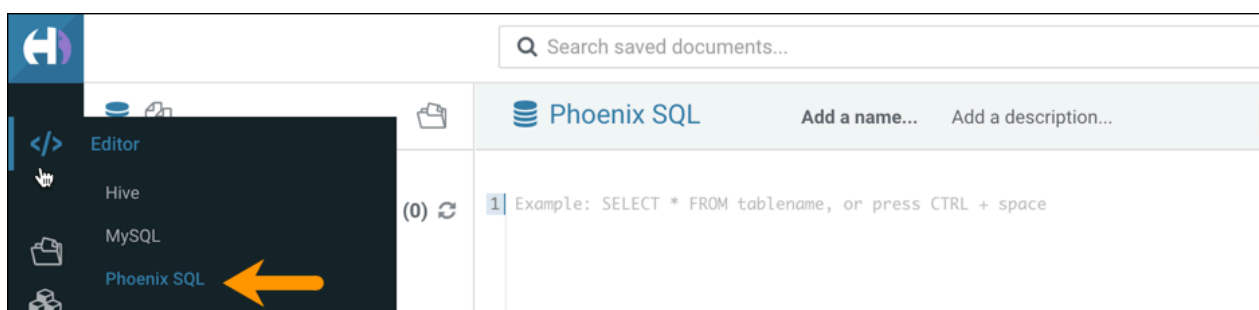 Search saved documents...
Phoenix SQL Add a name... Add a description...
</> Editor
Hive
MySQL
Phoenix SQL
(0)
1 Example: SELECT * FROM tablename, or press CTRL + space